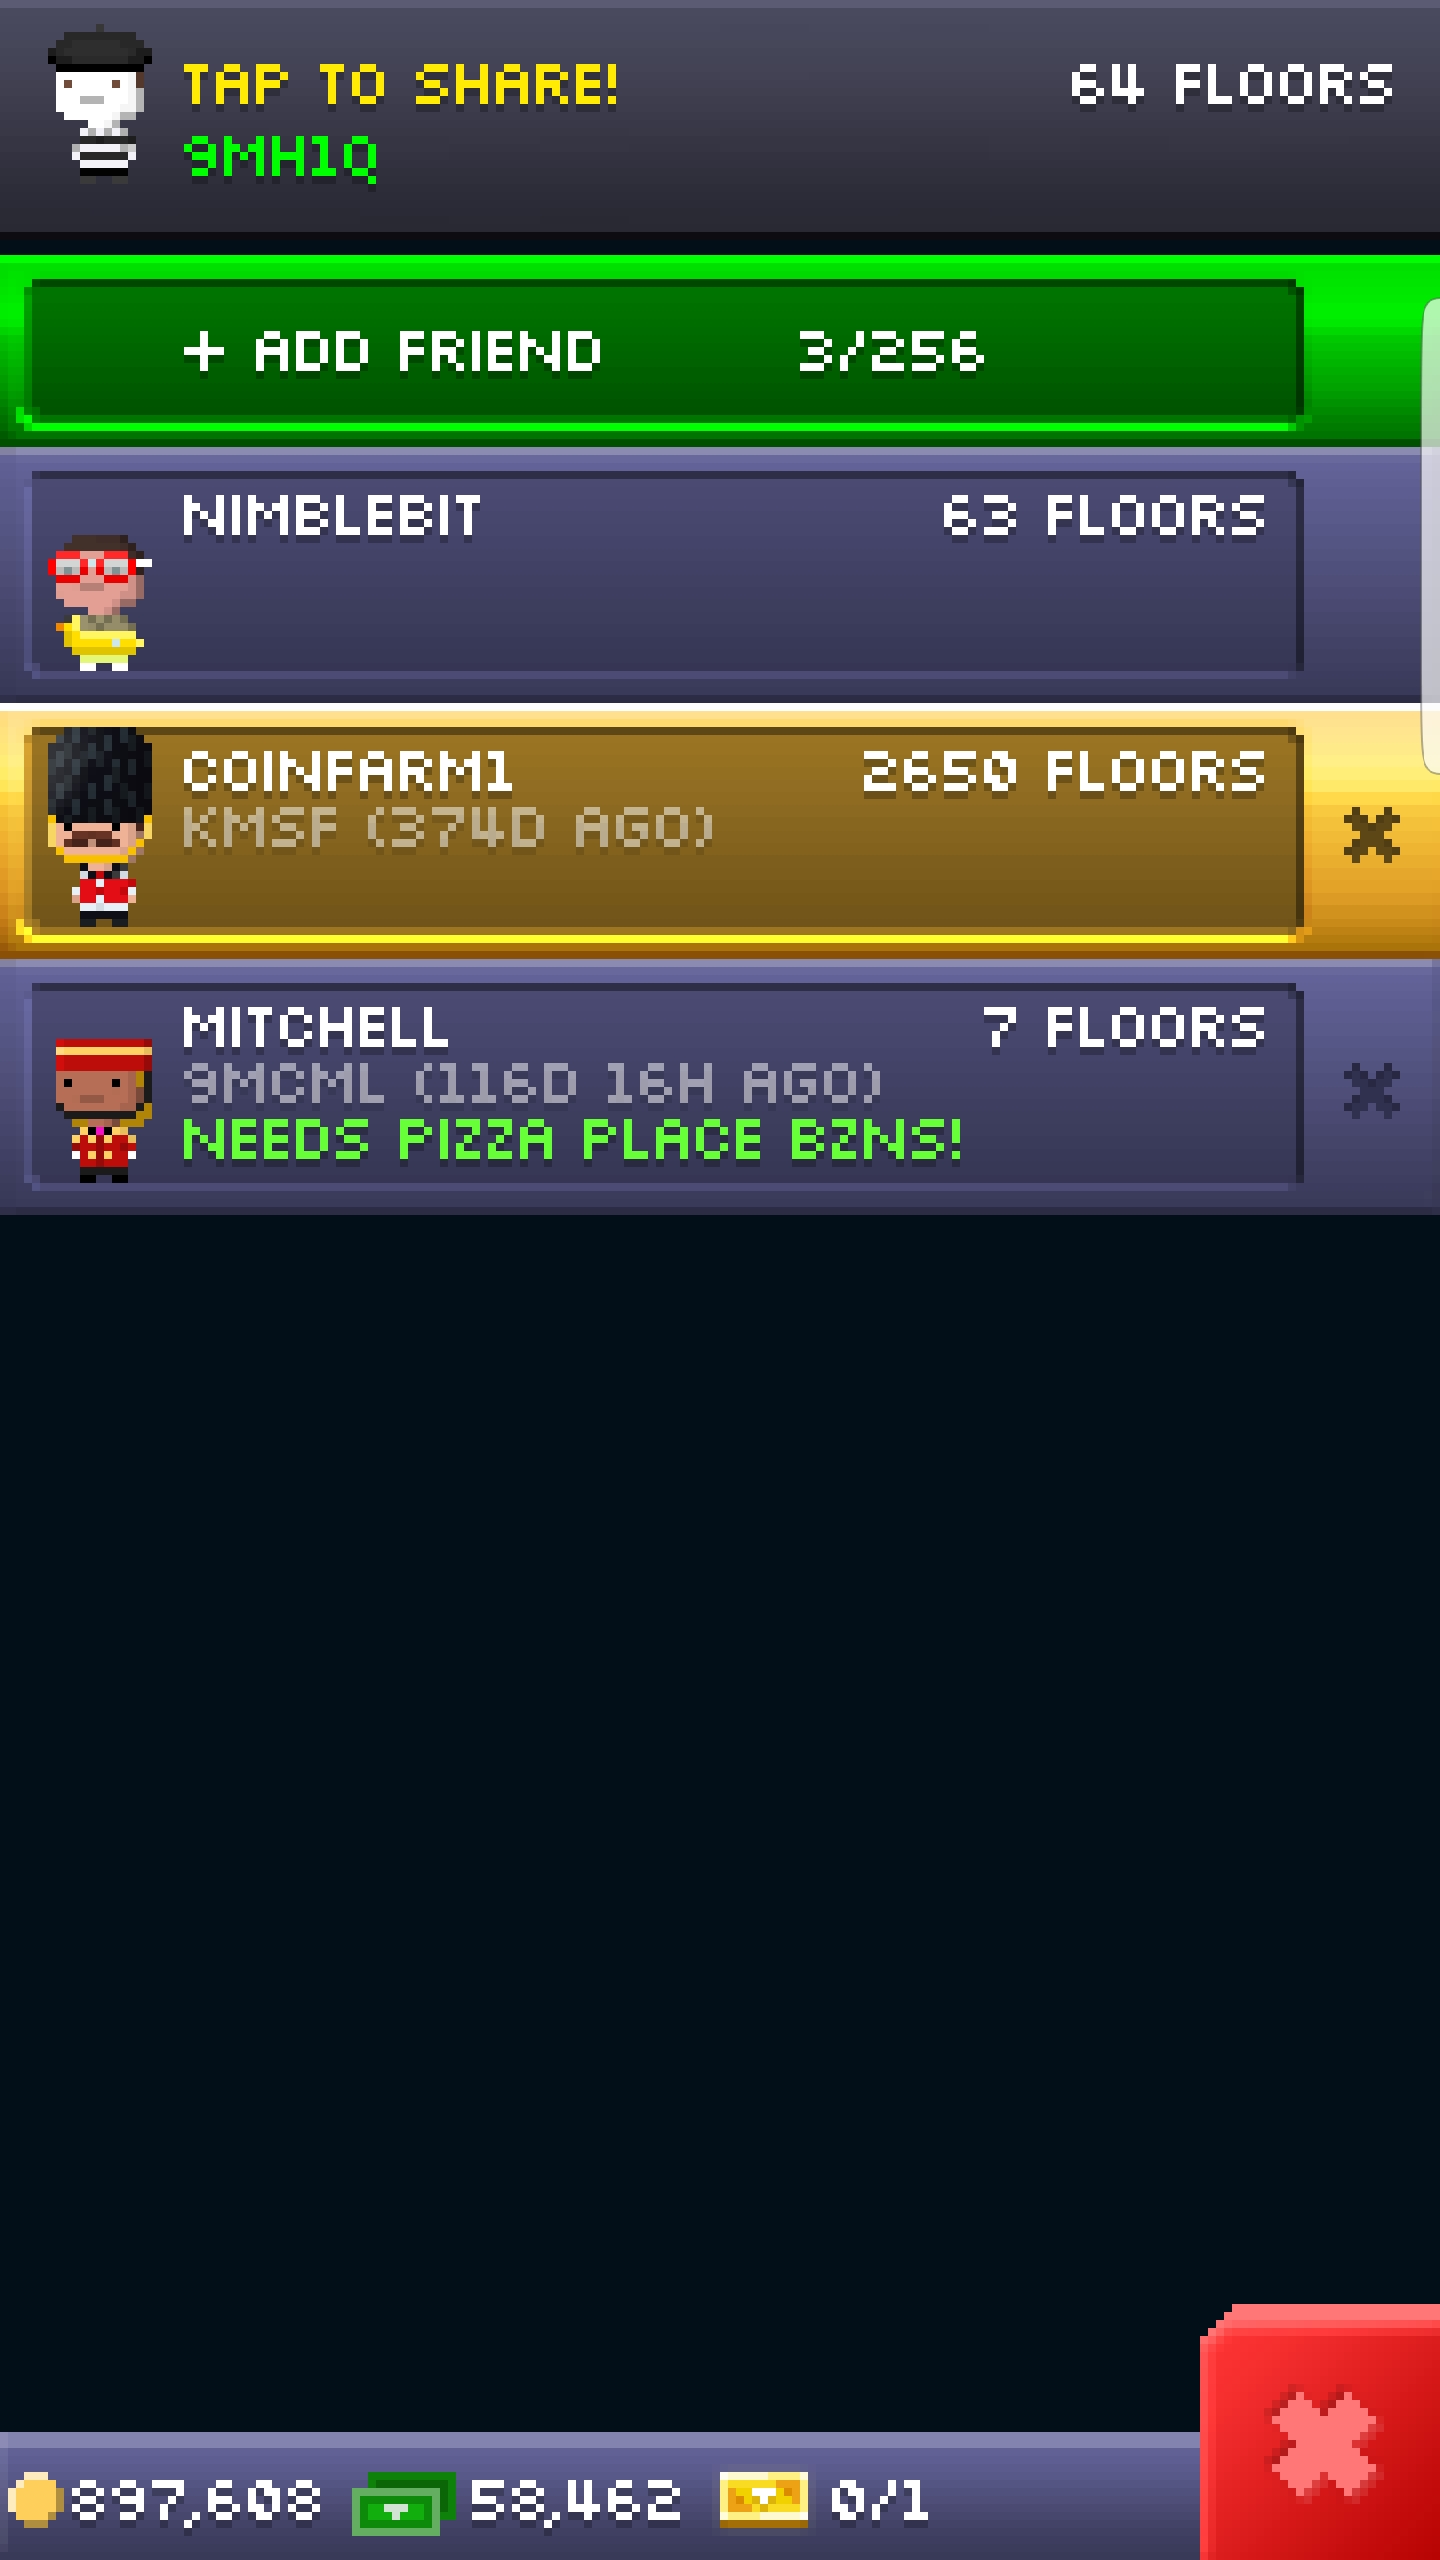 TAP TO SHARE! 64 FLOORS
9MH1Q
+ ADD FRIEND 3/256
NIMBLEBIT 63 FLOORS
COINFARM1 2650 FLOORS
KMSF (374D AGO)
MITCHELL 7 FLOORS
9MCML (116D 16H AGO)
NEEDS PIZZA PLACE BZNS!
897,608 58,462 0/1